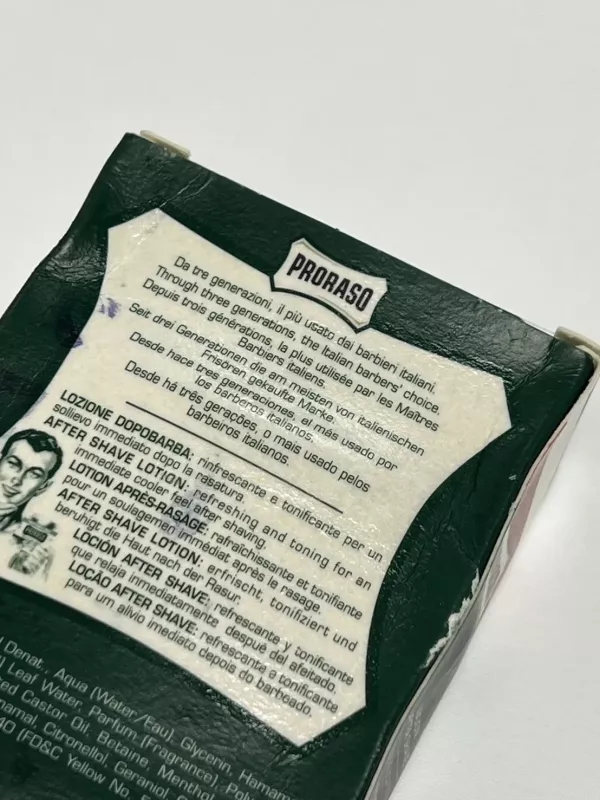 PRORASO
Da tre generazioni, il più usato dai barbieri italiani.
Through three generations, the Italian barbers' choice.
Depuis trois générations, la plus utilisée par les Maîtres
Barbiers italiens.
Seit drei Generationen die am meisten von italienischen
Frisören gekaufte Marke.
Desde hace tres generaciones, el más usado por
los barberos italianos.
Desde há três gerações, o mais usado pelos
barbeiros italianos.
LOZIONE DOPOBARBA: rinfrescante e tonificante per un
sollievo immediato dopo la rasatura.
AFTER SHAVE LOTION: refreshing and toning for an
immediate cooler feel after shaving.
LOTION APRÈS-RASAGE: rafraîchissante et tonifiante
pour un soulagement immédiat après le rasage.
AFTER SHAVE LOTION: erfrischt, tonifiziert und
beruhigt die Haut nach der Rasur.
LOCIÓN AFTER SHAVE: refrescante y tonificante
que relaja inmediatamente después del afeitado.
LOÇÃO AFTER SHAVE: refrescante e tonificante
para um alívio imediato depois do barbeado.
Denat., Aqua (Water/Eau), Glycerin, Hamam
Leaf Water, Parfum (Fragrance), Poly
Castor Oil, Betaine, Menthol
Citronellol, Geraniol,
(FD&C Yellow No.